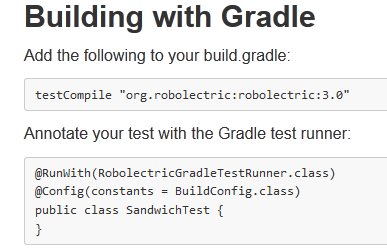 Building with Gradle
Add the following to your build.gradle:
testCompile "org.robolectric:robolectric:3.0"
Annotate your test with the Gradle test runner:
@RunWith(RobolectricGradleTestRunner.class)
@Config(constants = BuildConfig.class)
public class SandwichTest {
}